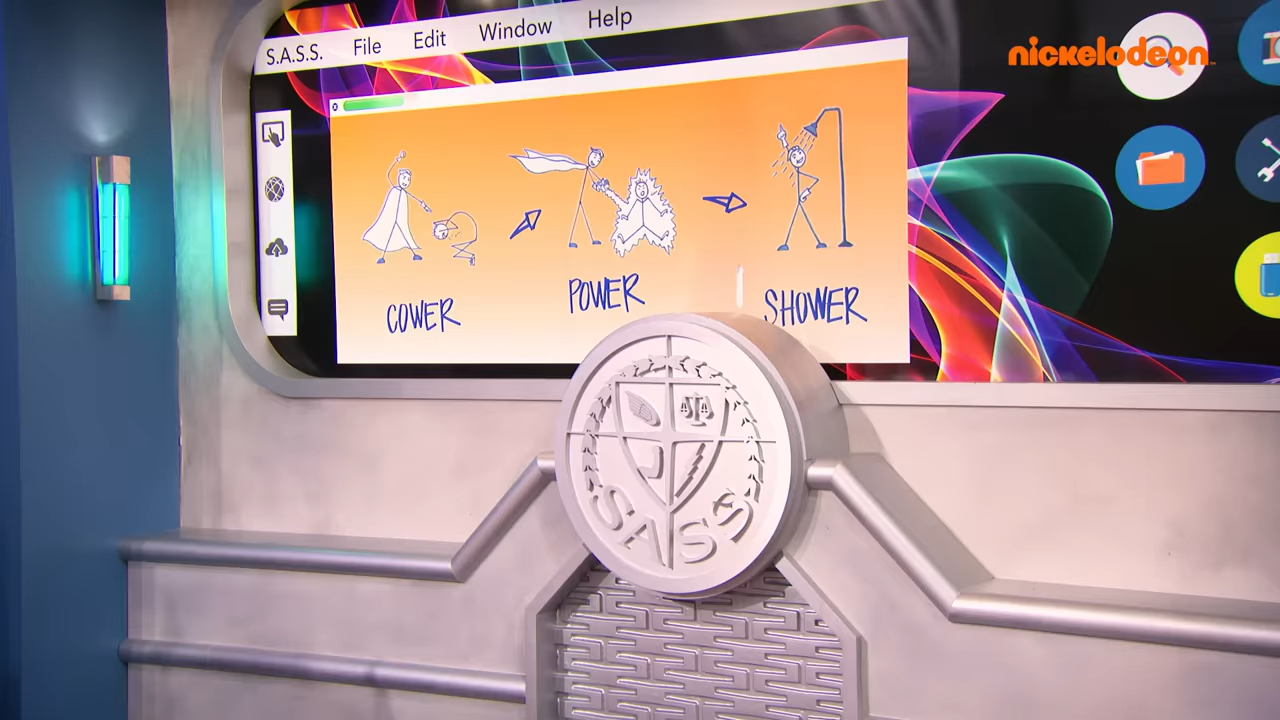 nickelodeon
S.A.S.S. File Edit Window Help
COWER
POWER
SHOWER
SASS